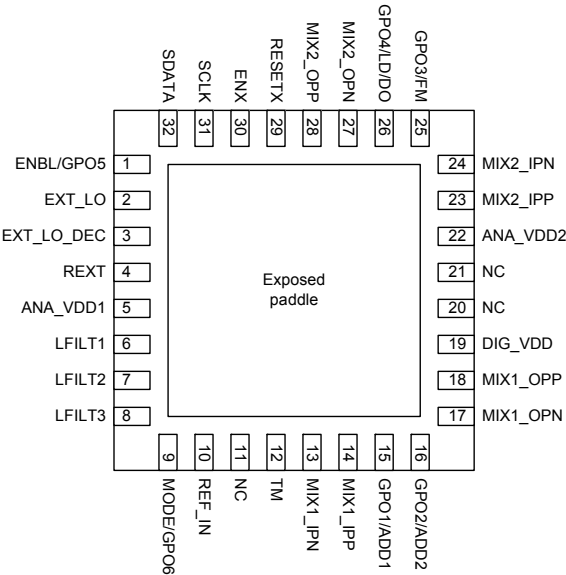 SDATA
SCLK
ENX
RESETX
MIX2_OPP
MIX2_OPN
GPO4/LD/DO
GPO3/FM
32
31
30
29
28
27
26
25
ENBL/GPO5 1
EXT_LO 2
EXT_LO_DEC 3
REXT 4
ANA_VDD1 5
LFILT1 6
LFILT2 7
LFILT3 8
Exposed
paddle
24 MIX2_IPN
23 MIX2_IPP
22 ANA_VDD2
21 NC
20 NC
19 DIG_VDD
18 MIX1_OPP
17 MIX1_OPN
9
10
11
12
13
14
15
16
MODE/GPO6
REF_IN
NC
TM
MIX1_IPN
MIX1_IPP
GPO1/ADD1
GPO2/ADD2